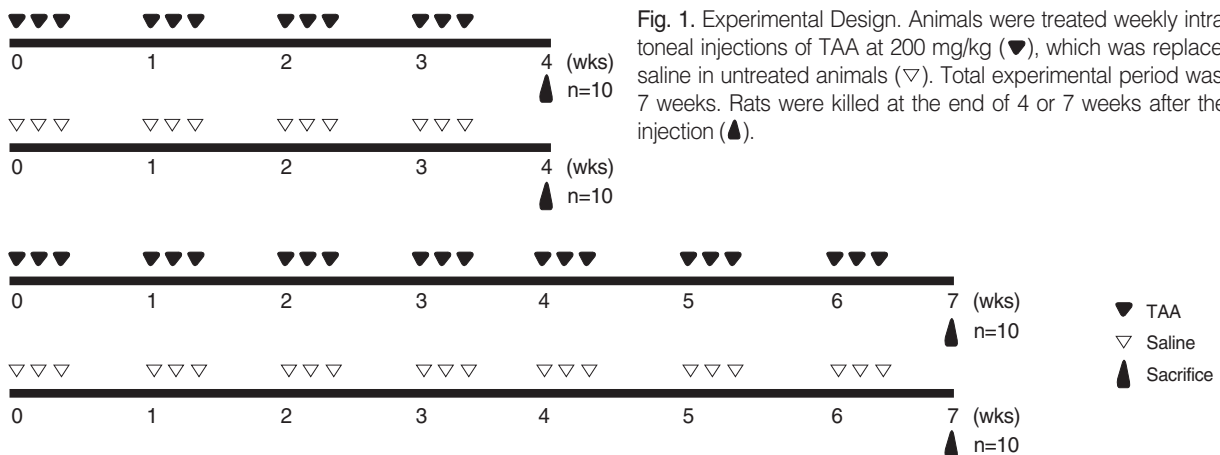 Fig. 1. Experimental Design. Animals were treated weekly intra
toneal injections of TAA at 200 mg/kg (▼), which was replace
saline in untreated animals (▽). Total experimental period was
7 weeks. Rats were killed at the end of 4 or 7 weeks after the
injection (▲).
0 1 2 3 4 (wks)
n=10
0 1 2 3 4 (wks)
n=10
0 1 2 3 4 5 6 7 (wks)
n=10
0 1 2 3 4 5 6 7 (wks)
n=10
TAA
Saline
Sacrifice